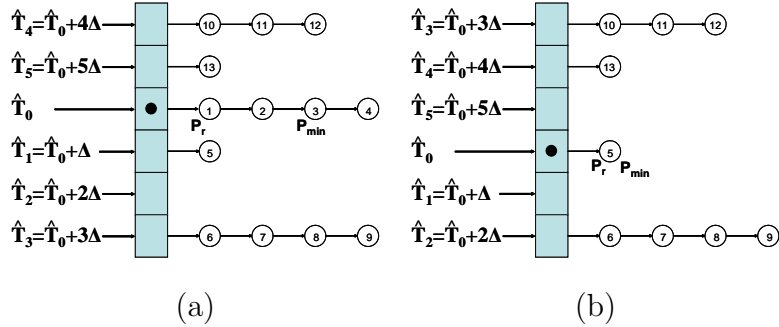 T̂₄=T̂₀+4Δ 10 11 12
T̂₅=T̂₀+5Δ 13
T̂₀ 1 2 3 4
Pᵣ Pₘᵢₙ
T̂₁=T̂₀+Δ 5
T̂₂=T̂₀+2Δ
T̂₃=T̂₀+3Δ 6 7 8 9
(a)
T̂₃=T̂₀+3Δ 10 11 12
T̂₄=T̂₀+4Δ 13
T̂₅=T̂₀+5Δ
T̂₀ 5
Pᵣ Pₘᵢₙ
T̂₁=T̂₀+Δ
T̂₂=T̂₀+2Δ 6 7 8 9
(b)